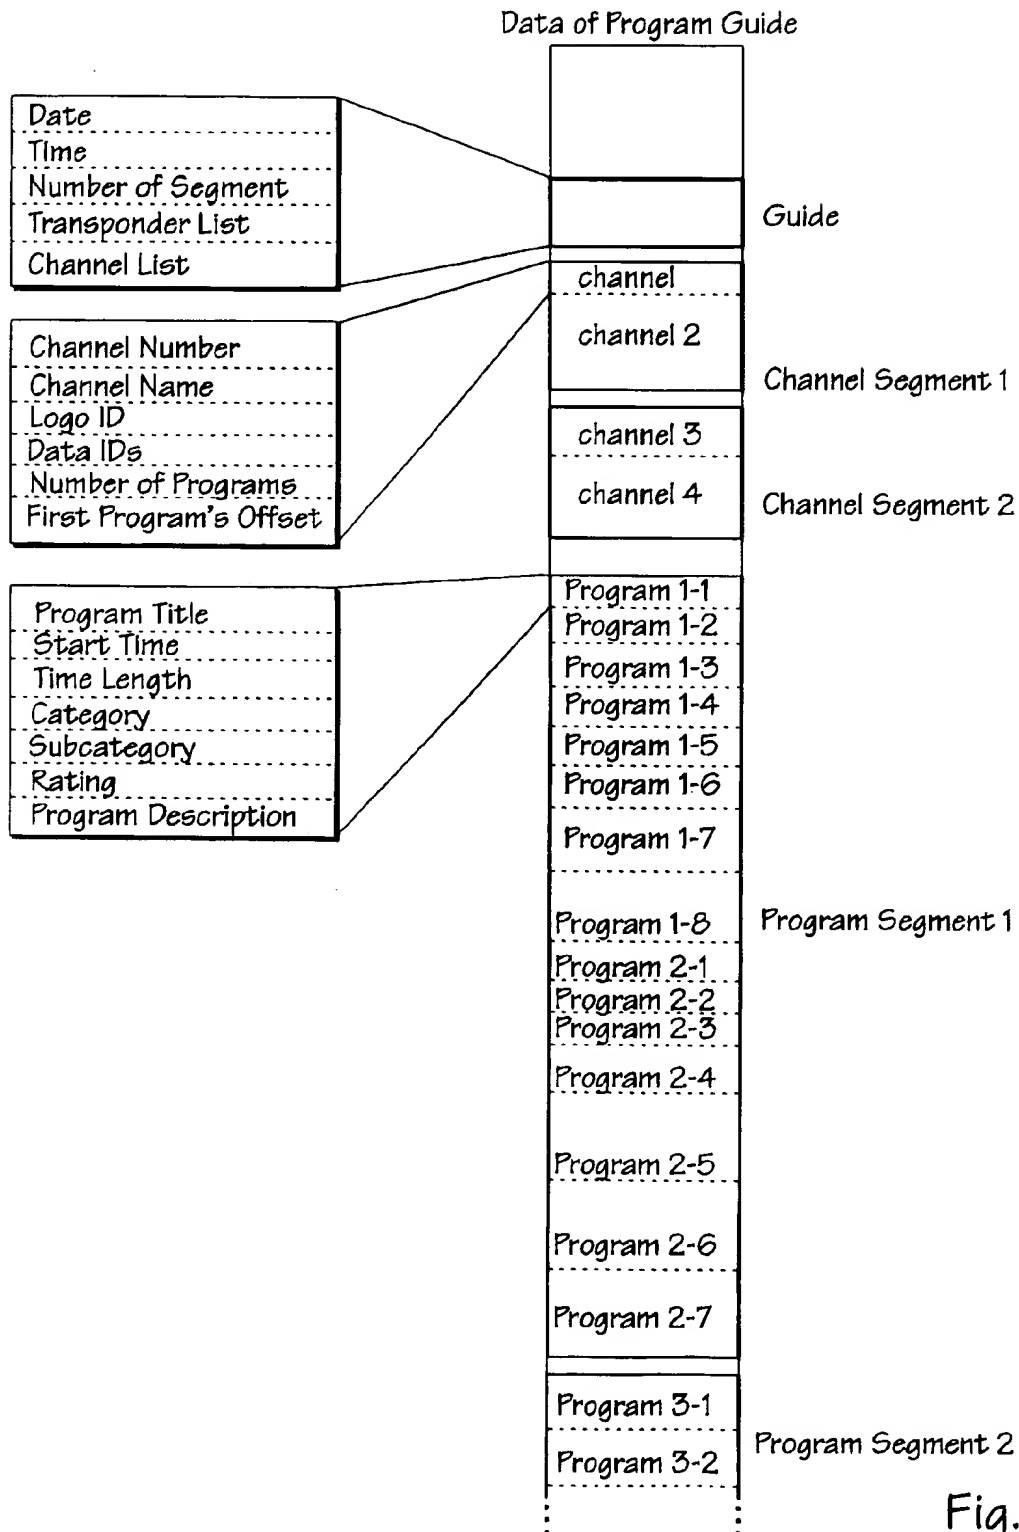 Data of Program Guide
Date
Time
Number of Segment
Transponder List
Channel List
Guide
channel
channel 2
Channel Segment 1
Channel Number
Channel Name
Logo ID
Data IDs
Number of Programs
First Program's Offset
channel 3
channel 4
Channel Segment 2
Program Title
Start Time
Time Length
Category
Subcategory
Rating
Program Description
Program 1-1
Program 1-2
Program 1-3
Program 1-4
Program 1-5
Program 1-6
Program 1-7
Program 1-8
Program Segment 1
Program 2-1
Program 2-2
Program 2-3
Program 2-4
Program 2-5
Program 2-6
Program 2-7
Program 3-1
Program 3-2
Program Segment 2
Fig.